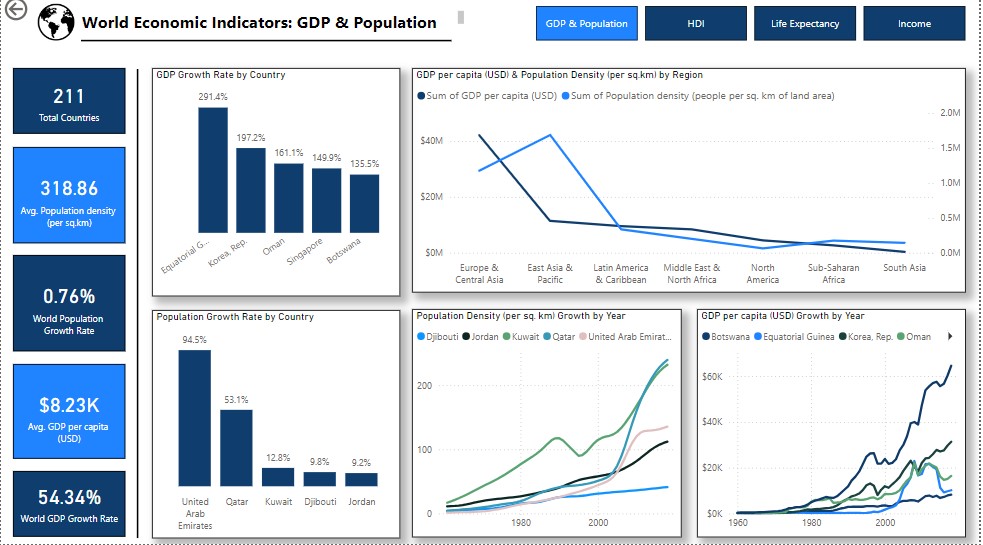 World Economic Indicators: GDP & Population
GDP & Population
HDI
Life Expectancy
Income
211
Total Countries
318.86
Avg. Population density
(per sq.km)
0.76%
World Population
Growth Rate
$8.23K
Avg. GDP per capita
(USD)
54.34%
World GDP Growth Rate
GDP Growth Rate by Country
291.4%
197.2%
161.1%
149.9%
135.5%
Equatorial G...
Korea, Rep.
Oman
Singapore
Botswana
GDP per capita (USD) & Population Density (per sq.km) by Region
Sum of GDP per capita (USD)
Sum of Population density (people per sq. km of land area)
$40M
$20M
$0M
2.0M
1.5M
1.0M
0.5M
0.0M
Europe &
Central Asia
East Asia &
Pacific
Latin America
& Caribbean
Middle East &
North Africa
North
America
Sub-Saharan
Africa
South Asia
Population Growth Rate by Country
94.5%
53.1%
12.8%
9.8%
9.2%
United
Arab
Emirates
Qatar
Kuwait
Djibouti
Jordan
Population Density (per sq. km) Growth by Year
Djibouti
Jordan
Kuwait
Qatar
United Arab Emirat...
200
100
0
1980
2000
GDP per capita (USD) Growth by Year
Botswana
Equatorial Guinea
Korea, Rep.
Oman
$60K
$40K
$20K
$0K
1960
1980
2000